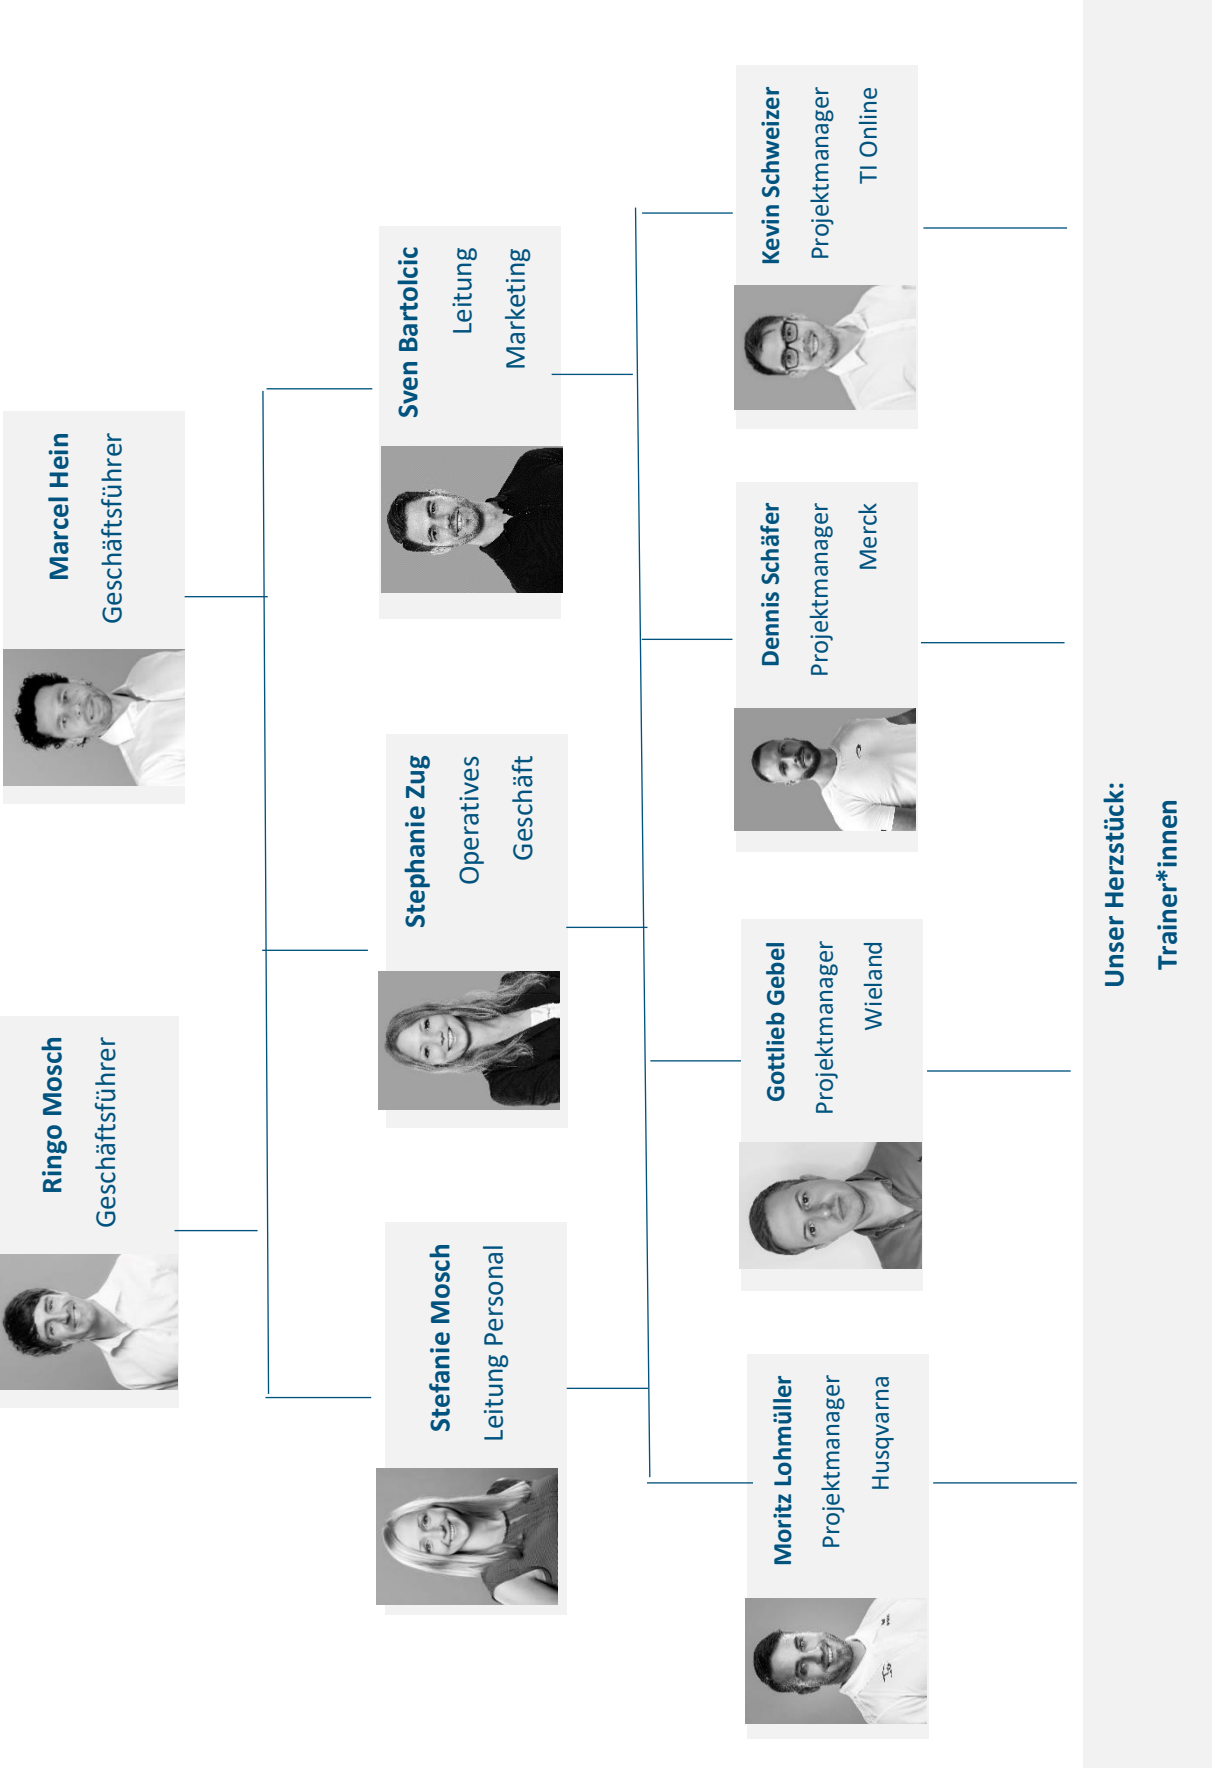 Ringo Mosch
Geschäftsführer
Marcel Hein
Geschäftsführer
Stefanie Mosch
Leitung Personal
Stephanie Zug
Operatives
Geschäft
Sven Bartolcic
Leitung
Marketing
Moritz Lohmüller
Projektmanager
Husqvarna
Gottlieb Gebel
Projektmanager
Wieland
Dennis Schäfer
Projektmanager
Merck
Kevin Schweizer
Projektmanager
TI Online
Unser Herzstück:
Trainer*innen